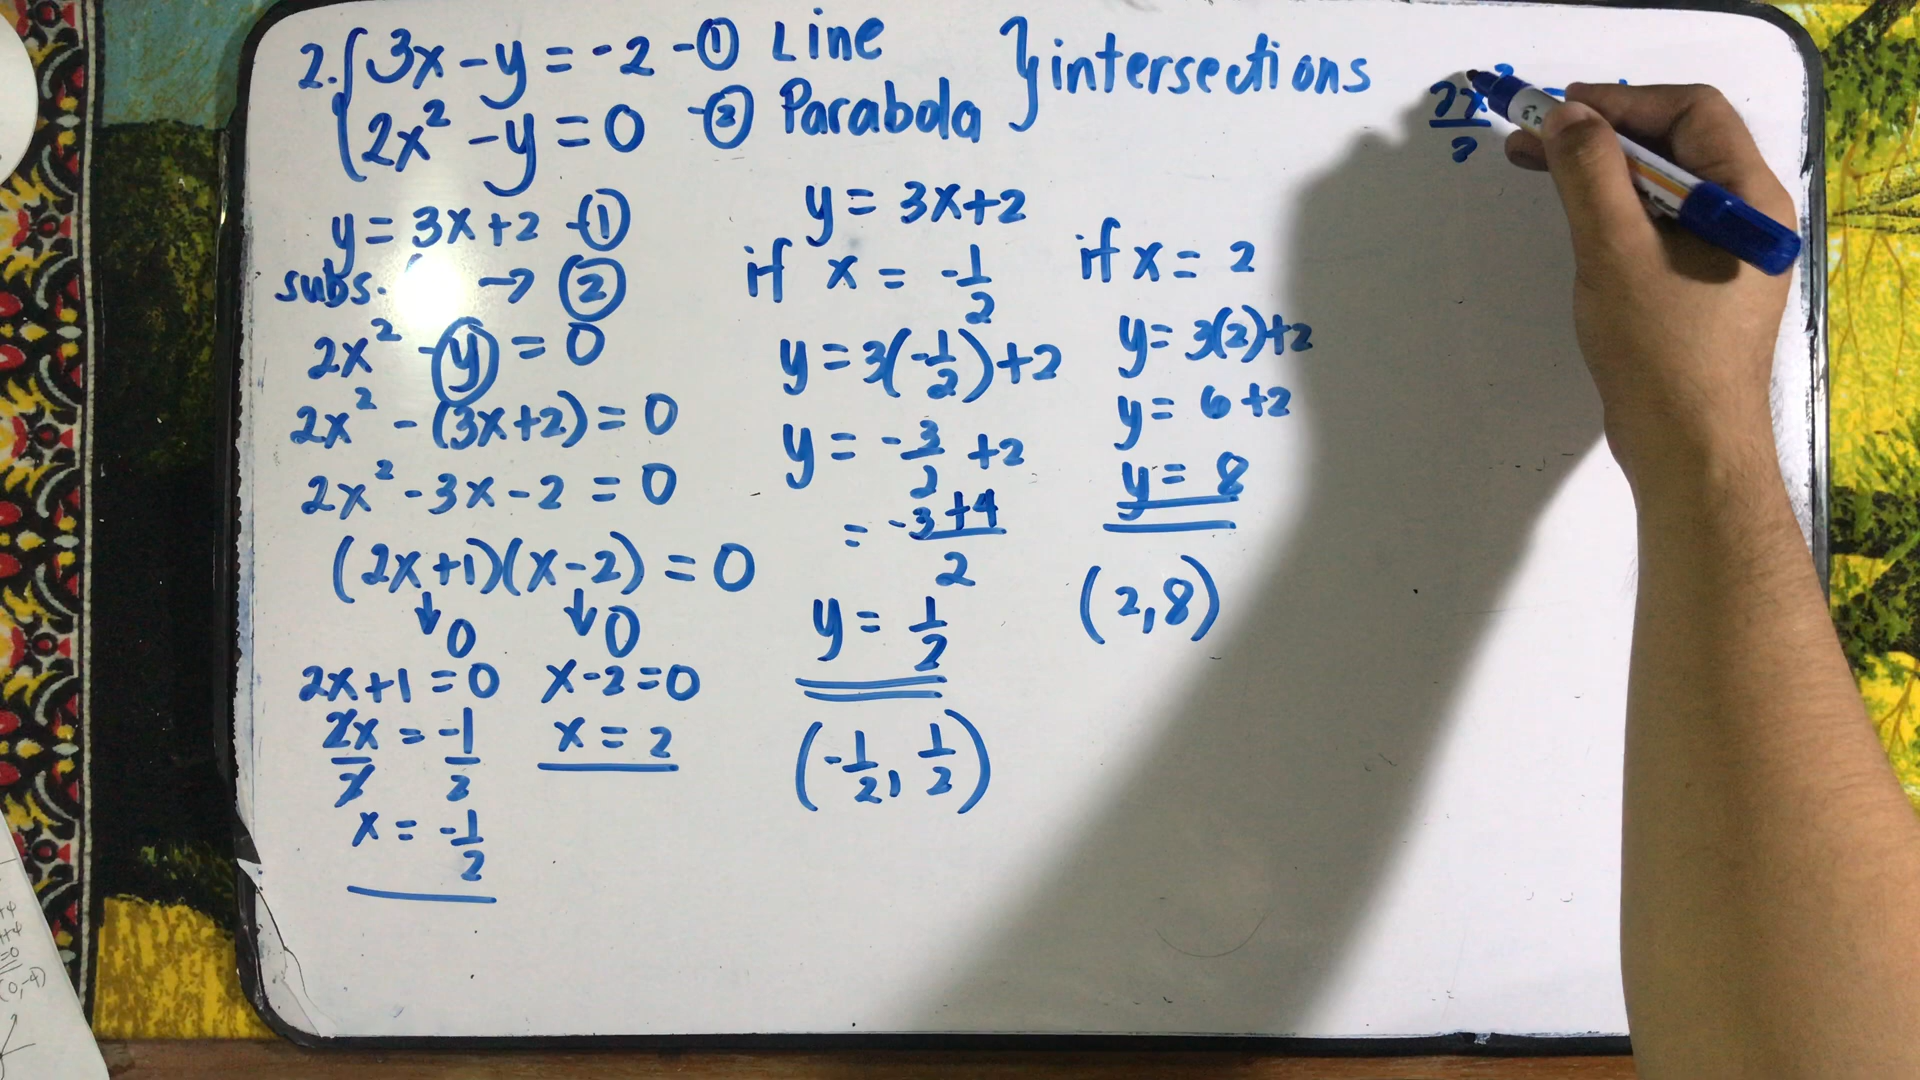 2. { 3x - y = -2 - ① Line
2x² - y = 0 - ② Parabola
} intersections
y = 3x + 2 - ①
subs. → ②
2x² - y = 0
2x² - (3x+2) = 0
2x² - 3x - 2 = 0
(2x+1)(x-2) = 0
↓0 ↓0
2x+1 = 0
2x/2 = -1/2
x = -1/2
x-2=0
x = 2
y = 3x+2
if x = -1/2
y = 3(-1/2)+2
y = -3/2 +2
= -3+4/2
y = 1/2
(-1/2, 1/2)
if x = 2
y = 3(2)+2
y = 6+2
y = 8
(2,8)